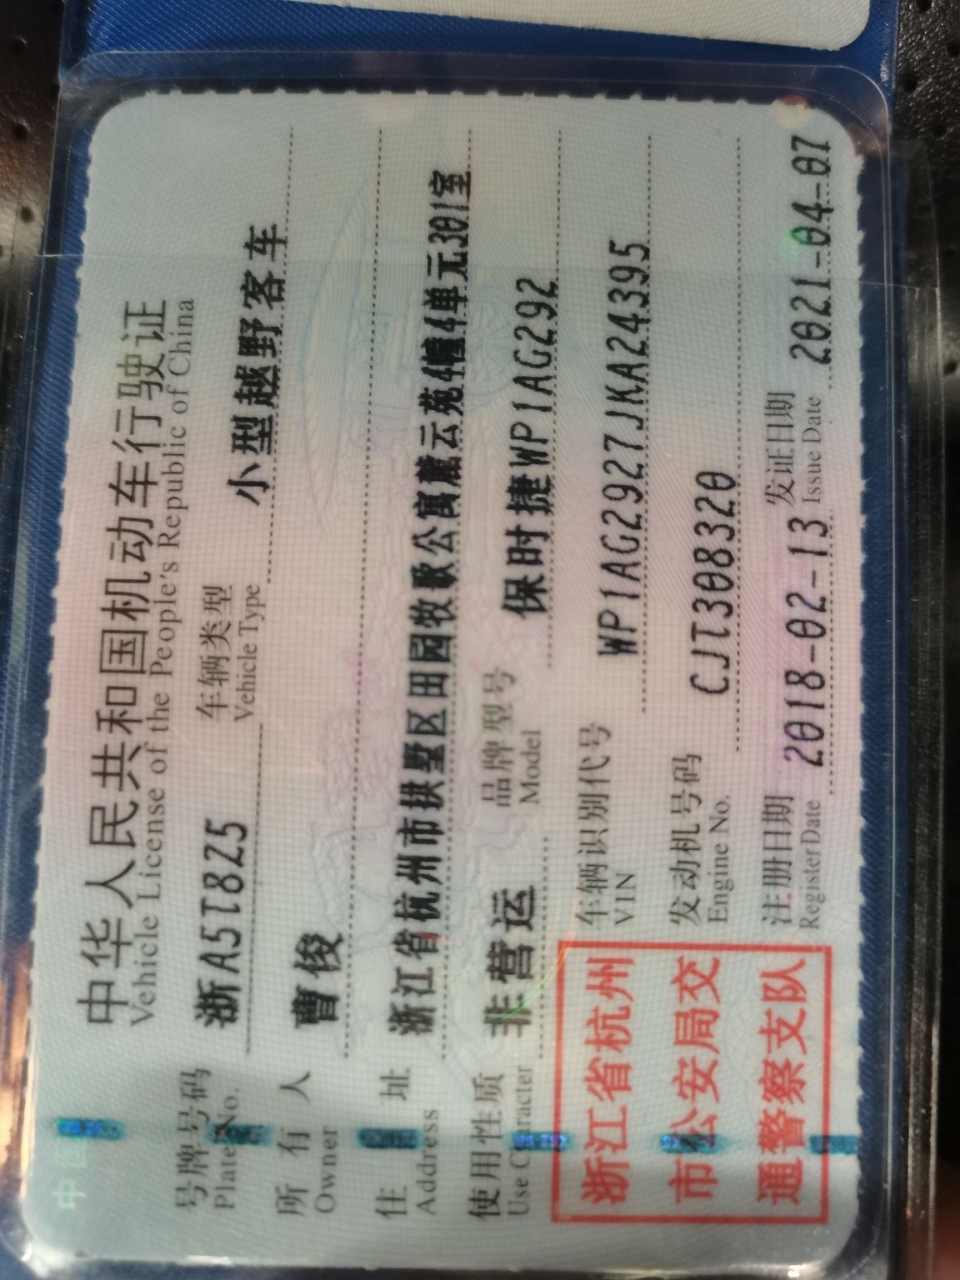 中国
中华人民共和国机动车行驶证
Vehicle License of the People's Republic of China
号牌号码 浙A5T8Z5 车辆类型 小型越野客车
Plate No. Vehicle Type
所有人 曹俊
Owner
住址 浙江省杭州市拱墅区田园牧歌公寓麓云苑4幢4单元301室
Address
使用性质 非营运 品牌型号 保时捷WP1AG292
Use Character Model
浙江省杭州
市公安局交
通警察支队
车辆识别代号 WP1AG2927JKA24395
VIN
发动机号码 CJT308320
Engine No.
注册日期 2018-02-13 发证日期 2021-04-07
Register Date Issue Date